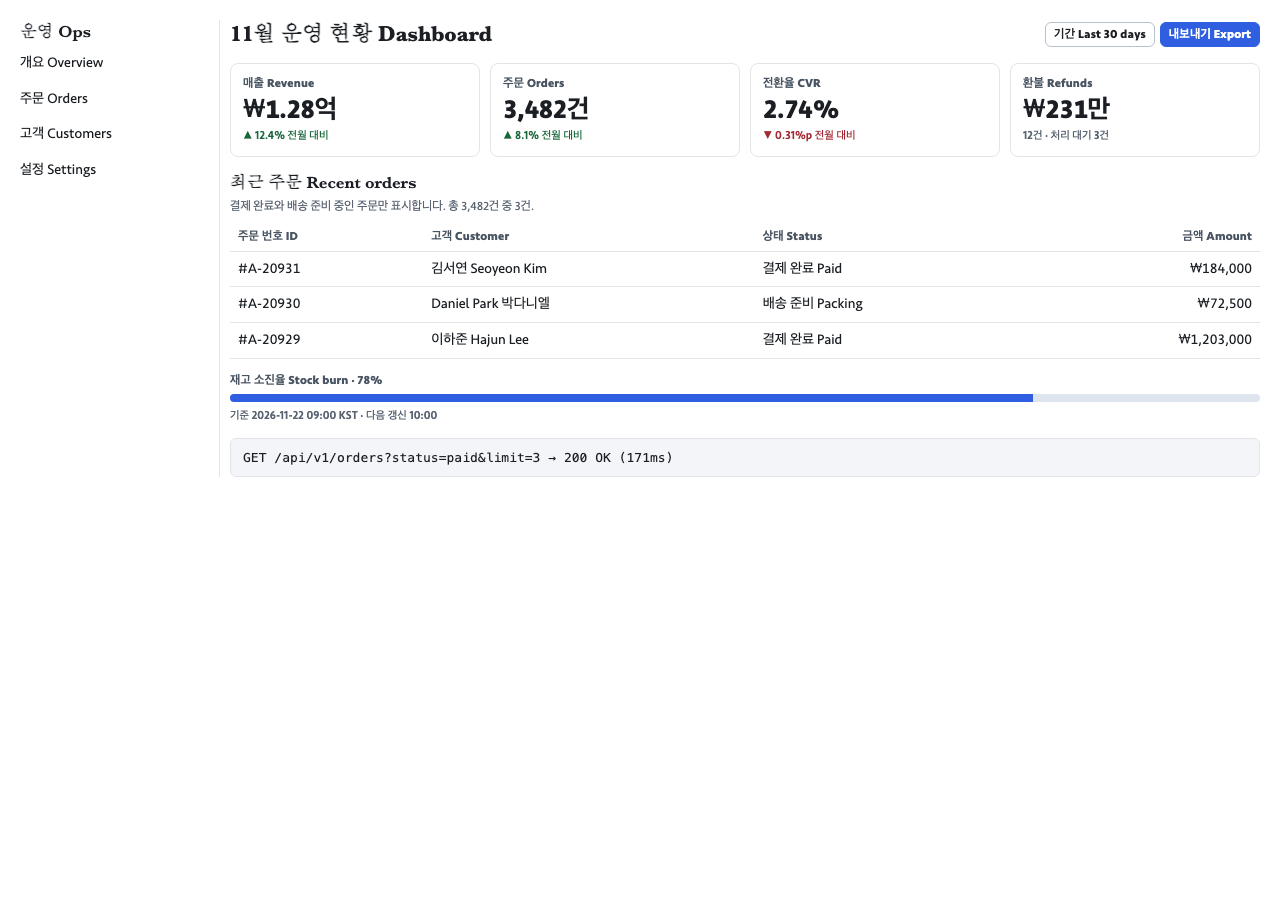 운영 Ops
개요 Overview
주문 Orders
고객 Customers
설정 Settings
11월 운영 현황 Dashboard
기간 Last 30 days
내보내기 Export
매출 Revenue
₩1.28억
▲ 12.4% 전월 대비
주문 Orders
3,482건
▲ 8.1% 전월 대비
전환율 CVR
2.74%
▼ 0.31%p 전월 대비
환불 Refunds
₩231만
12건 · 처리 대기 3건
최근 주문 Recent orders
결제 완료와 배송 준비 중인 주문만 표시합니다. 총 3,482건 중 3건.
주문 번호 ID 고객 Customer 상태 Status 금액 Amount
#A-20931 김서연 Seoyeon Kim 결제 완료 Paid ₩184,000
#A-20930 Daniel Park 박다니엘 배송 준비 Packing ₩72,500
#A-20929 이하준 Hajun Lee 결제 완료 Paid ₩1,203,000
재고 소진율 Stock burn · 78%
기준 2026-11-22 09:00 KST · 다음 갱신 10:00
GET /api/v1/orders?status=paid&limit=3 → 200 OK (171ms)